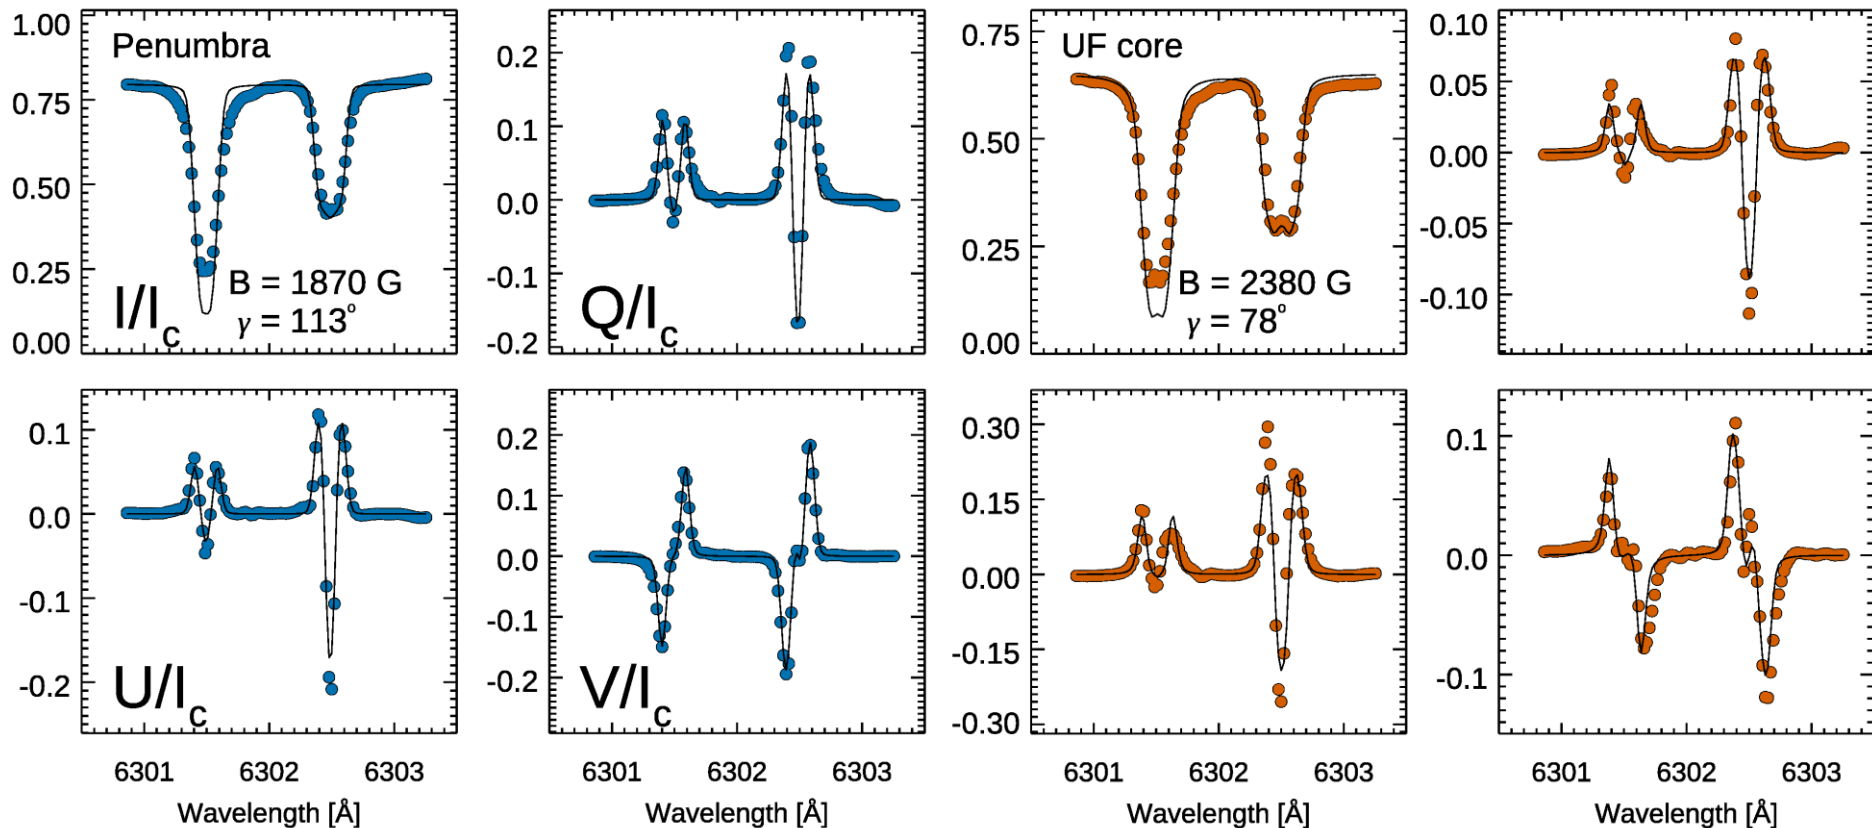 Penumbra
1.00
0.75
0.50
0.25
0.00
B = 1870 G
γ = 113°
I/Ic
0.2
0.1
0.0
-0.1
-0.2
Q/Ic
UF core
0.75
0.50
0.25
0.00
B = 2380 G
γ = 78°
0.10
0.05
0.00
-0.05
-0.10
0.1
0.0
-0.1
-0.2
U/Ic
6301 6302 6303
Wavelength [Å]
0.2
0.1
0.0
-0.1
-0.2
V/Ic
6301 6302 6303
Wavelength [Å]
0.30
0.15
0.00
-0.15
-0.30
6301 6302 6303
Wavelength [Å]
0.1
0.0
-0.1
6301 6302 6303
Wavelength [Å]